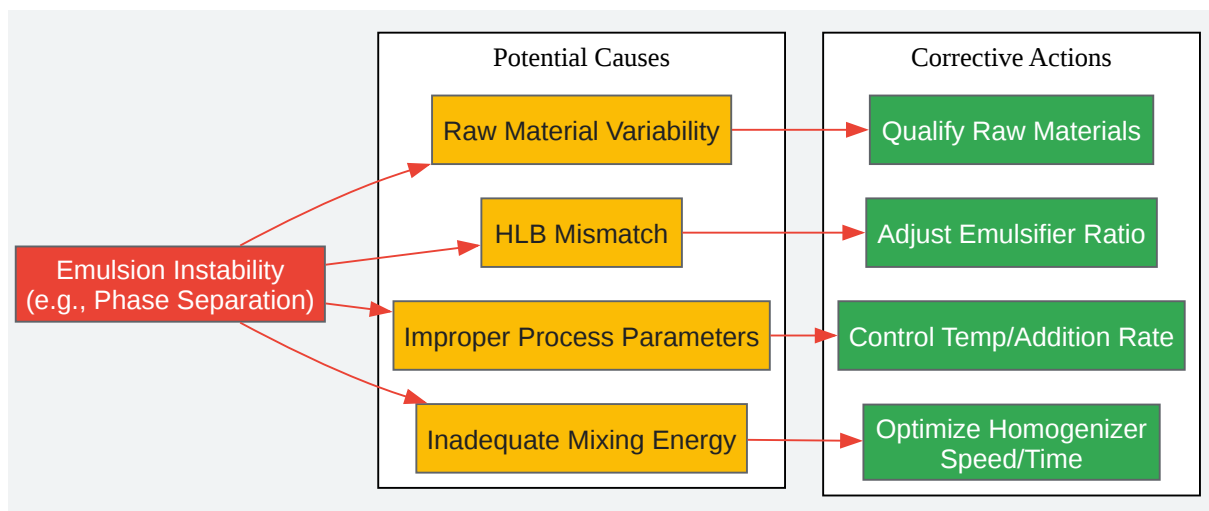 Potential Causes
Corrective Actions
Raw Material Variability
Qualify Raw Materials
HLB Mismatch
Adjust Emulsifier Ratio
Emulsion Instability
(e.g., Phase Separation)
Improper Process Parameters
Control Temp/Addition Rate
Inadequate Mixing Energy
Optimize Homogenizer
Speed/Time